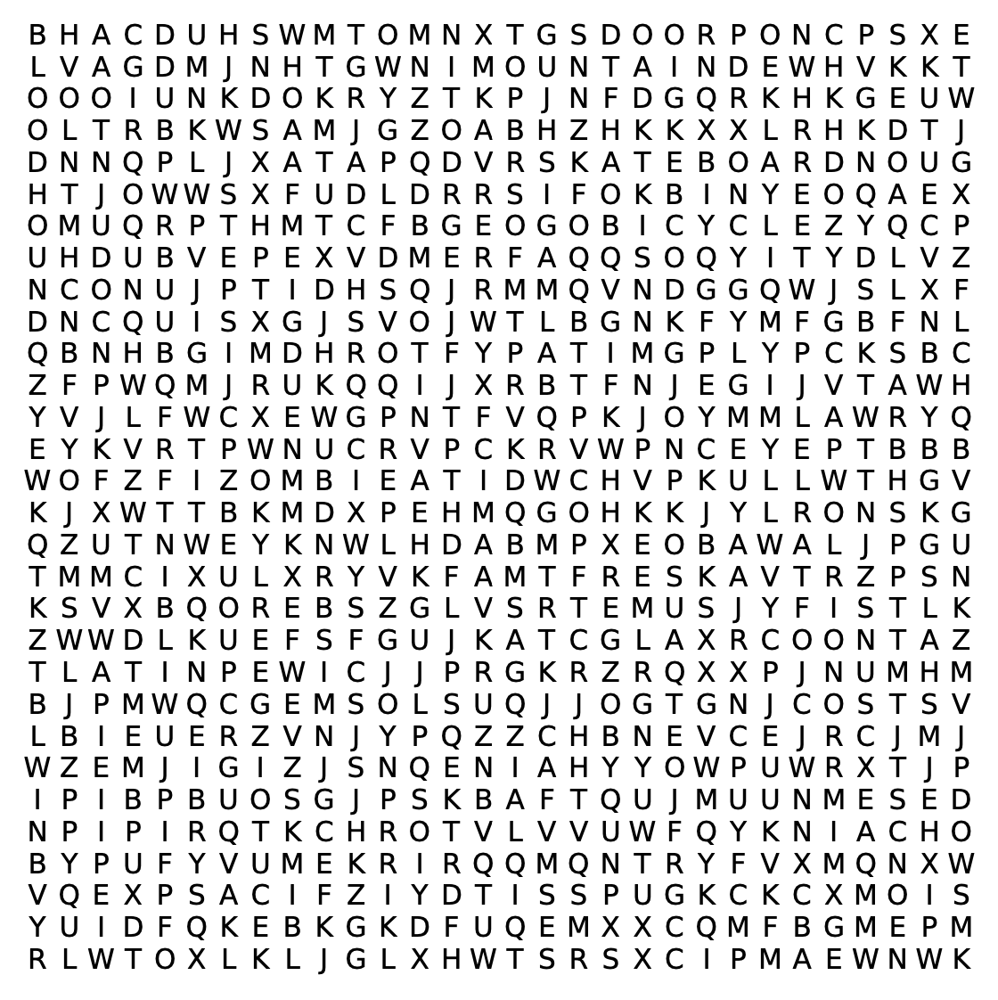 B H A C D U H S W M T O M N X T G S D O O R P O N C P S X E
L V A G D M J N H T G W N I M O U N T A I N D E W H V K K T
O O O I U N K D O K R Y Z T K P J N F D G Q R K H K G E U W
O L T R B K W S A M J G Z O A B H Z H K K X X L R H K D T J
D N N Q P L J X A T A P Q D V R S K A T E B O A R D N O U G
H T J O W W S X F U D L D R R S I F O K B I N Y E O Q A E X
O M U Q R P T H M T C F B G E O G O B I C Y C L E Z Y Q C P
U H D U B V E P E X V D M E R F A Q Q S O Q Y I T Y D L V Z
N C O N U J P T I D H S Q J R M M Q V N D G G Q W J S L X F
D N C Q U I S X G J S V O J W T L B G N K F Y M F G B F N L
Q B N H B G I M D H R O T F Y P A T I M G P L Y P C K S B C
Z F P W Q M J R U K Q Q I J X R B T F N J E G I J V T A W H
Y V J L F W C X E W G P N T F V Q P K J O Y M M L A W R Y Q
E Y K V R T P W N U C R V P C K R V W P N C E Y E P T B B B
W O F Z F I Z O M B I E A T I D W C H V P K U L L W T H G V
K J X W T T B K M D X P E H M Q G O H K K J Y L R O N S K G
Q Z U T N W E Y K N W L H D A B M P X E O B A W A L J P G U
T M M C I X U L X R Y V K F A M T F R E S K A V T R Z P S N
K S V X B Q O R E B S Z G L V S R T E M U S J Y F I S T L K
Z W W D L K U E F S F G U J K A T C G L A X R C O O N T A Z
T L A T I N P E W I C J J P R G K R Z R Q X X P J N U M H M
B J P M W Q C G E M S O L S U Q J J O G T G N J C O S T S V
L B I E U E R Z V N J Y P Q Z Z C H B N E V C E J R C J M J
W Z E M J I G I Z J S N Q E N I A H Y Y O W P U W R X T J P
I P I B P B U O S G J P S K B A F T Q U J M U U N M E S E D
N P I P I R Q T K C H R O T V L V V U W F Q Y K N I A C H O
B Y P U F Y V U M E K R I R Q Q M Q N T R Y F V X M Q N X W
V Q E X P S A C I F Z I Y D T I S S P U G K C K C X M O I S
Y U I D F Q K E B K G K D F U Q E M X X C Q M F B G M E P M
R L W T O X L K L J G L X H W T S R S X C I P M A E W N W K